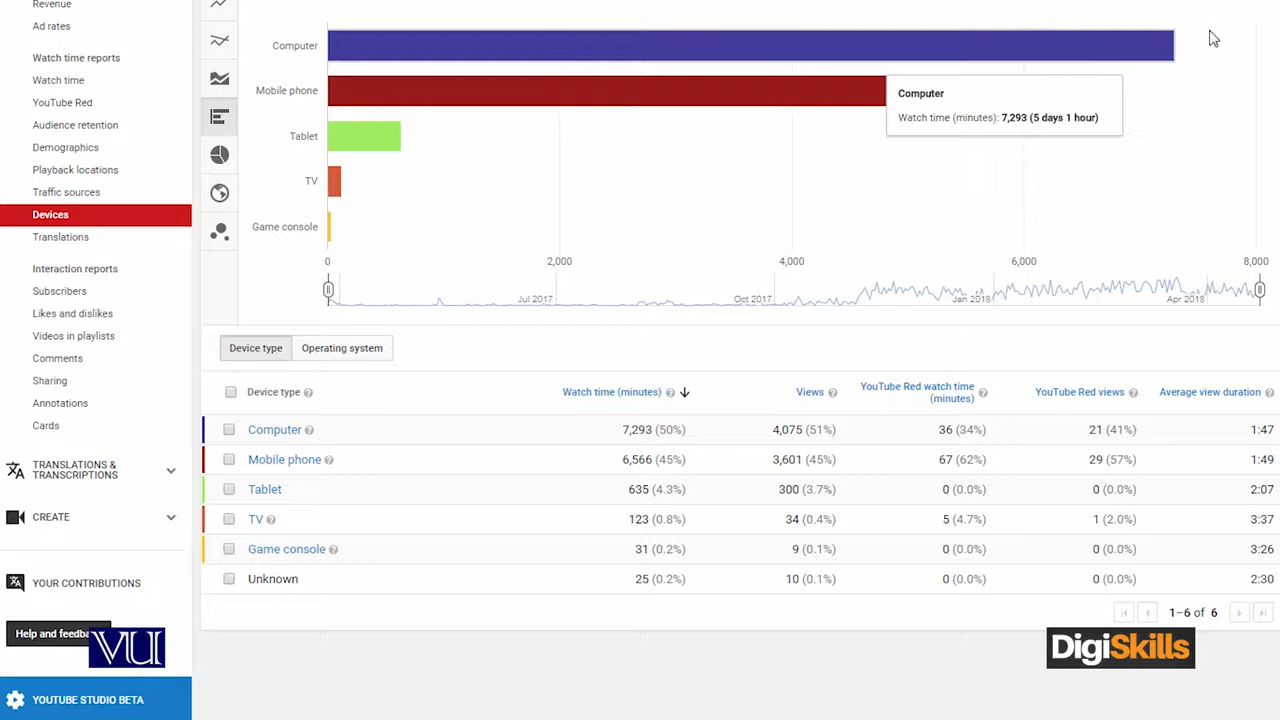 Revenue
Ad rates
Watch time reports
Watch time
YouTube Red
Audience retention
Demographics
Playback locations
Traffic sources
Devices
Translations
Interaction reports
Subscribers
Likes and dislikes
Videos in playlists
Comments
Sharing
Annotations
Cards
TRANSLATIONS &
TRANSCRIPTIONS
CREATE
YOUR CONTRIBUTIONS
Help and feedba
VU
YOUTUBE STUDIO BETA
Computer
Mobile phone
Tablet
TV
Game console
Computer
Watch time (minutes): 7,293 (5 days 1 hour)
0 2,000 4,000 6,000 8,000
Jul 2017 Oct 2017 Jan 2018 Apr 2018
Device type Operating system
Device type Watch time (minutes) Views YouTube Red watch time (minutes) YouTube Red views Average view duration
Computer 7,293 (50%) 4,075 (51%) 36 (34%) 21 (41%) 1:47
Mobile phone 6,566 (45%) 3,601 (45%) 67 (62%) 29 (57%) 1:49
Tablet 635 (4.3%) 300 (3.7%) 0 (0.0%) 0 (0.0%) 2:07
TV 123 (0.8%) 34 (0.4%) 5 (4.7%) 1 (2.0%) 3:37
Game console 31 (0.2%) 9 (0.1%) 0 (0.0%) 0 (0.0%) 3:26
Unknown 25 (0.2%) 10 (0.1%) 0 (0.0%) 0 (0.0%) 2:30
1–6 of 6
DigiSkills